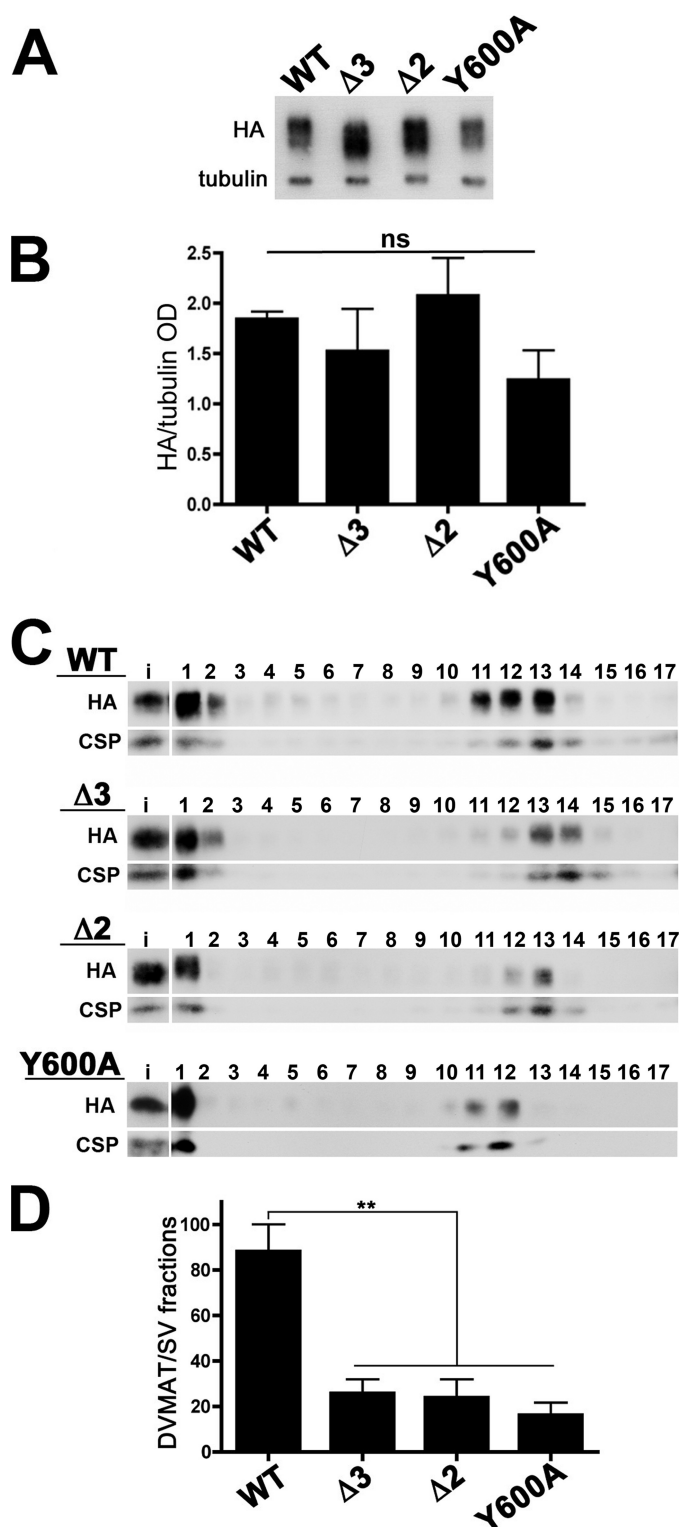 A
WT Δ3 Δ2 Y600A
HA
tubulin
B
ns
HA/tubulin OD
2.5
2.0
1.5
1.0
0.5
0.0
WT Δ3 Δ2 Y600A
C
WT i 1 2 3 4 5 6 7 8 9 10 11 12 13 14 15 16 17
HA
CSP
Δ3 i 1 2 3 4 5 6 7 8 9 10 11 12 13 14 15 16 17
HA
CSP
Δ2 i 1 2 3 4 5 6 7 8 9 10 11 12 13 14 15 16 17
HA
CSP
Y600A i 1 2 3 4 5 6 7 8 9 10 11 12 13 14 15 16 17
HA
CSP
D
**
DVMAT/SV fractions
100
80
60
40
20
0
WT Δ3 Δ2 Y600A